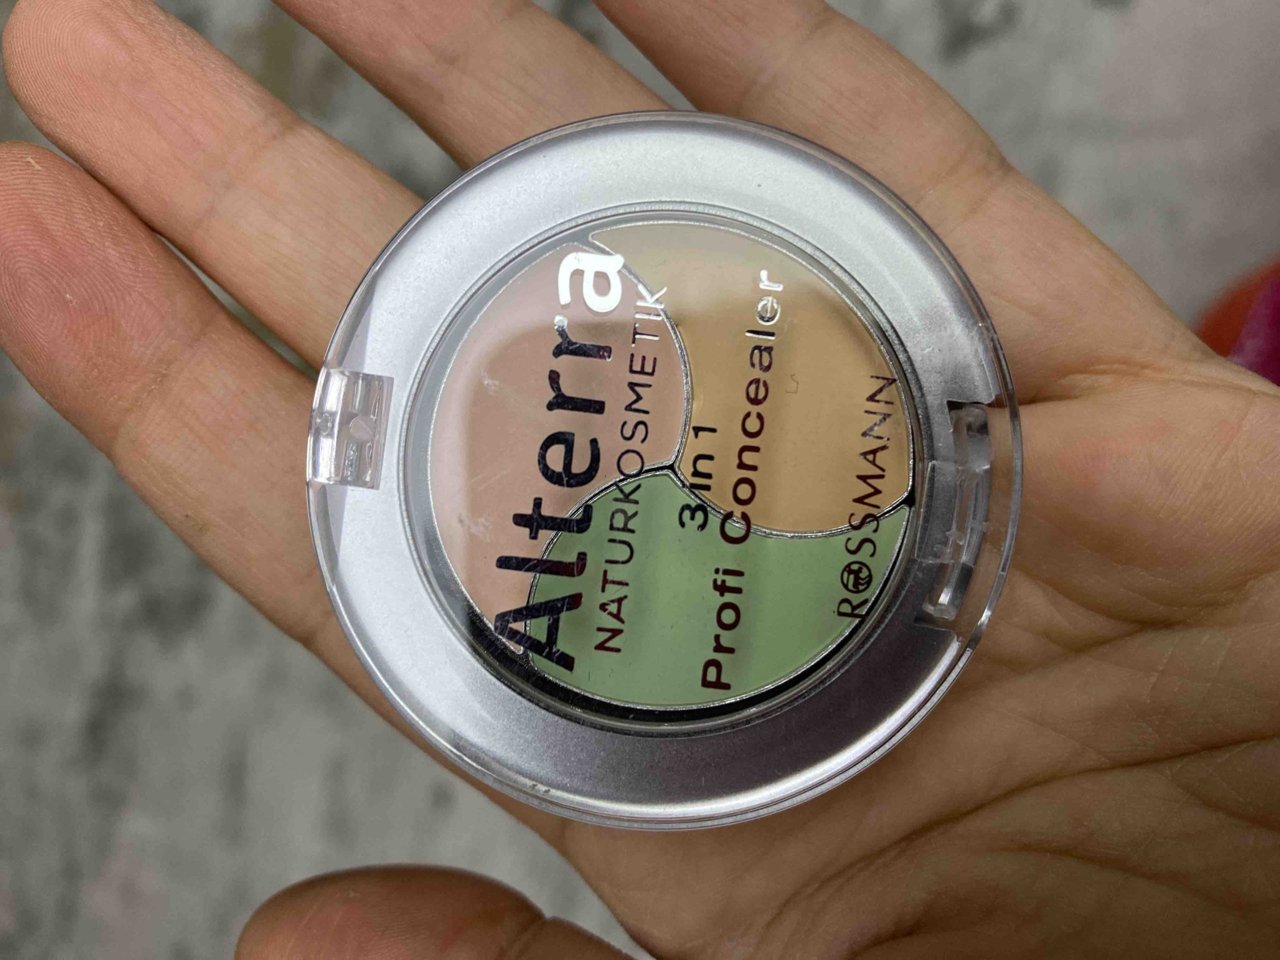 Alterra
NATURKOSMETIK
3 in 1
Profi Concealer
ROSSMANN